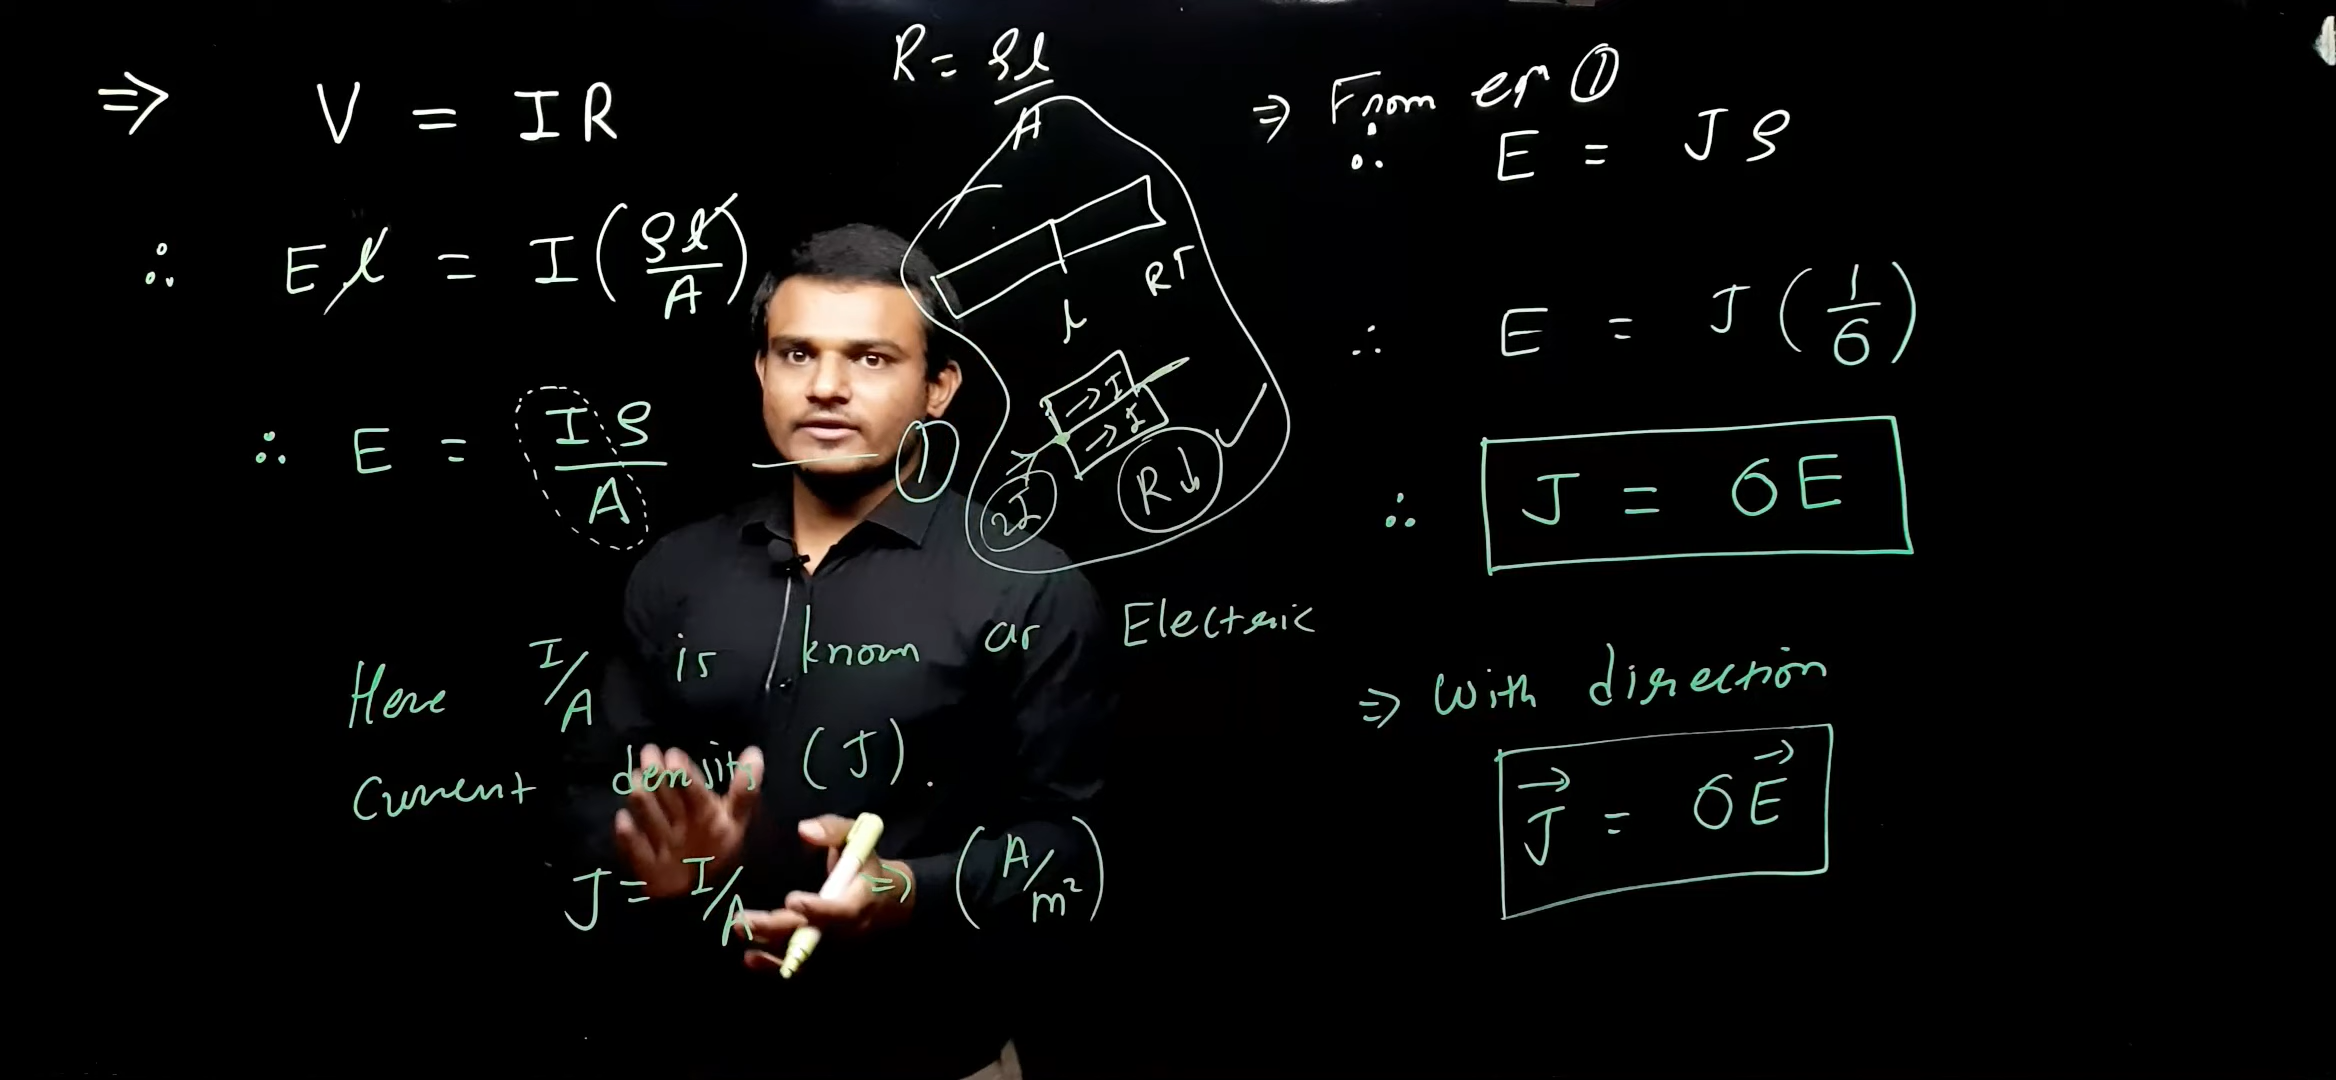 ⇒ V = IR
∴ El = I(ρl/A)
∴ E = Iρ/A — ①
Here I/A is known as Electric
Current density (J).
J = I/A ⇒ (A/m²)
R = ρl/A
R↑
l
→ I
→ I
2I
R↓
⇒ From eqn ①
∴ E = Jρ
∴ E = J(1/σ)
∴ J = σE
⇒ With direction
J⃗ = σE⃗